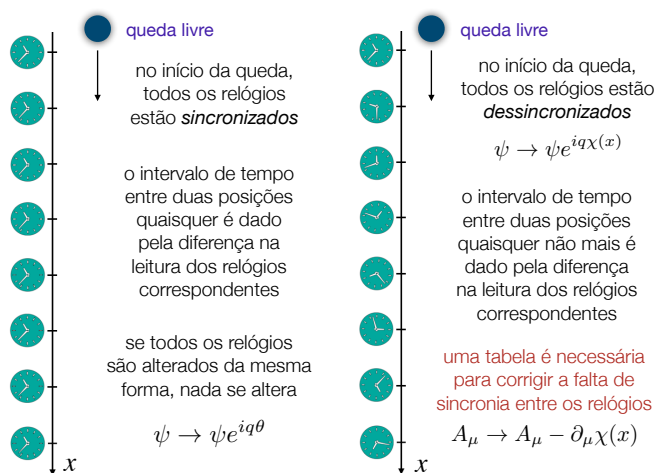 queda livre
no início da queda,
todos os relógios
estão sincronizados
o intervalo de tempo
entre duas posições
quaisquer é dado
pela diferença na
leitura dos relógios
correspondentes
se todos os relógios
são alterados da mesma
forma, nada se altera
ψ → ψe^{iqθ}
x
queda livre
no início da queda,
todos os relógios estão
dessincronizados
ψ → ψe^{iqχ(x)}
o intervalo de tempo
entre duas posições
quaisquer não mais é
dado pela diferença
na leitura dos relógios
correspondentes
uma tabela é necessária
para corrigir a falta de
sincronia entre os relógios
A_μ → A_μ − ∂_μχ(x)
x